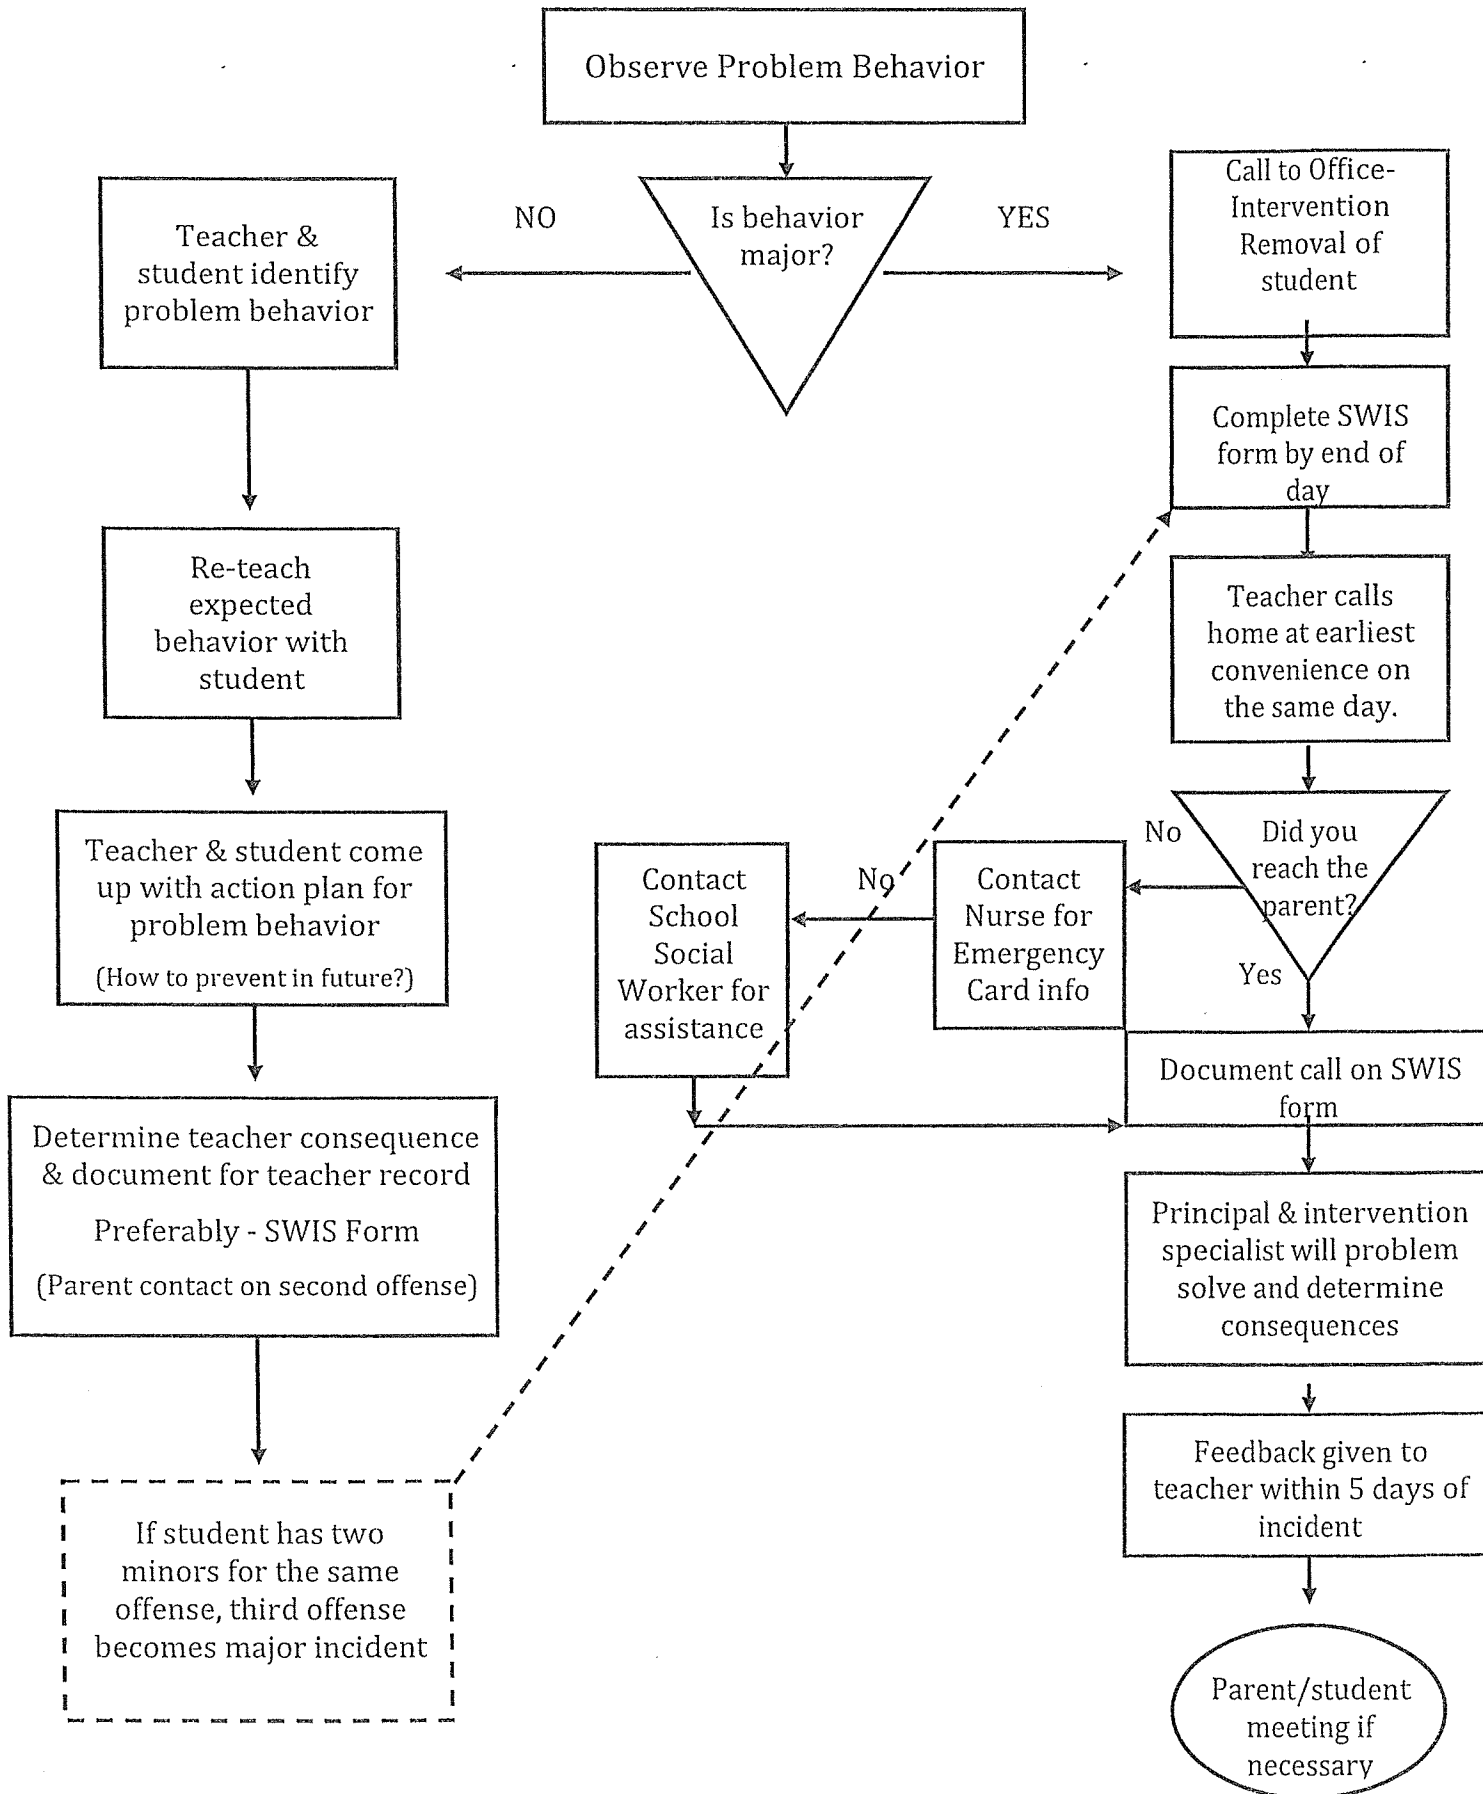 Observe Problem Behavior
Is behavior
major?
NO
YES
Teacher &
student identify
problem behavior
Re-teach
expected
behavior with
student
Teacher & student come
up with action plan for
problem behavior
(How to prevent in future?)
Determine teacher consequence
& document for teacher record
Preferably - SWIS Form
(Parent contact on second offense)
If student has two
minors for the same
offense, third offense
becomes major incident
Call to Office-
Intervention
Removal of
student
Complete SWIS
form by end of
day
Teacher calls
home at earliest
convenience on
the same day.
Did you
reach the
parent?
No
Contact
Nurse for
Emergency
Card info
No
Contact
School
Social
Worker for
assistance
Yes
Document call on SWIS
form
Principal & intervention
specialist will problem
solve and determine
consequences
Feedback given to
teacher within 5 days of
incident
Parent/student
meeting if
necessary